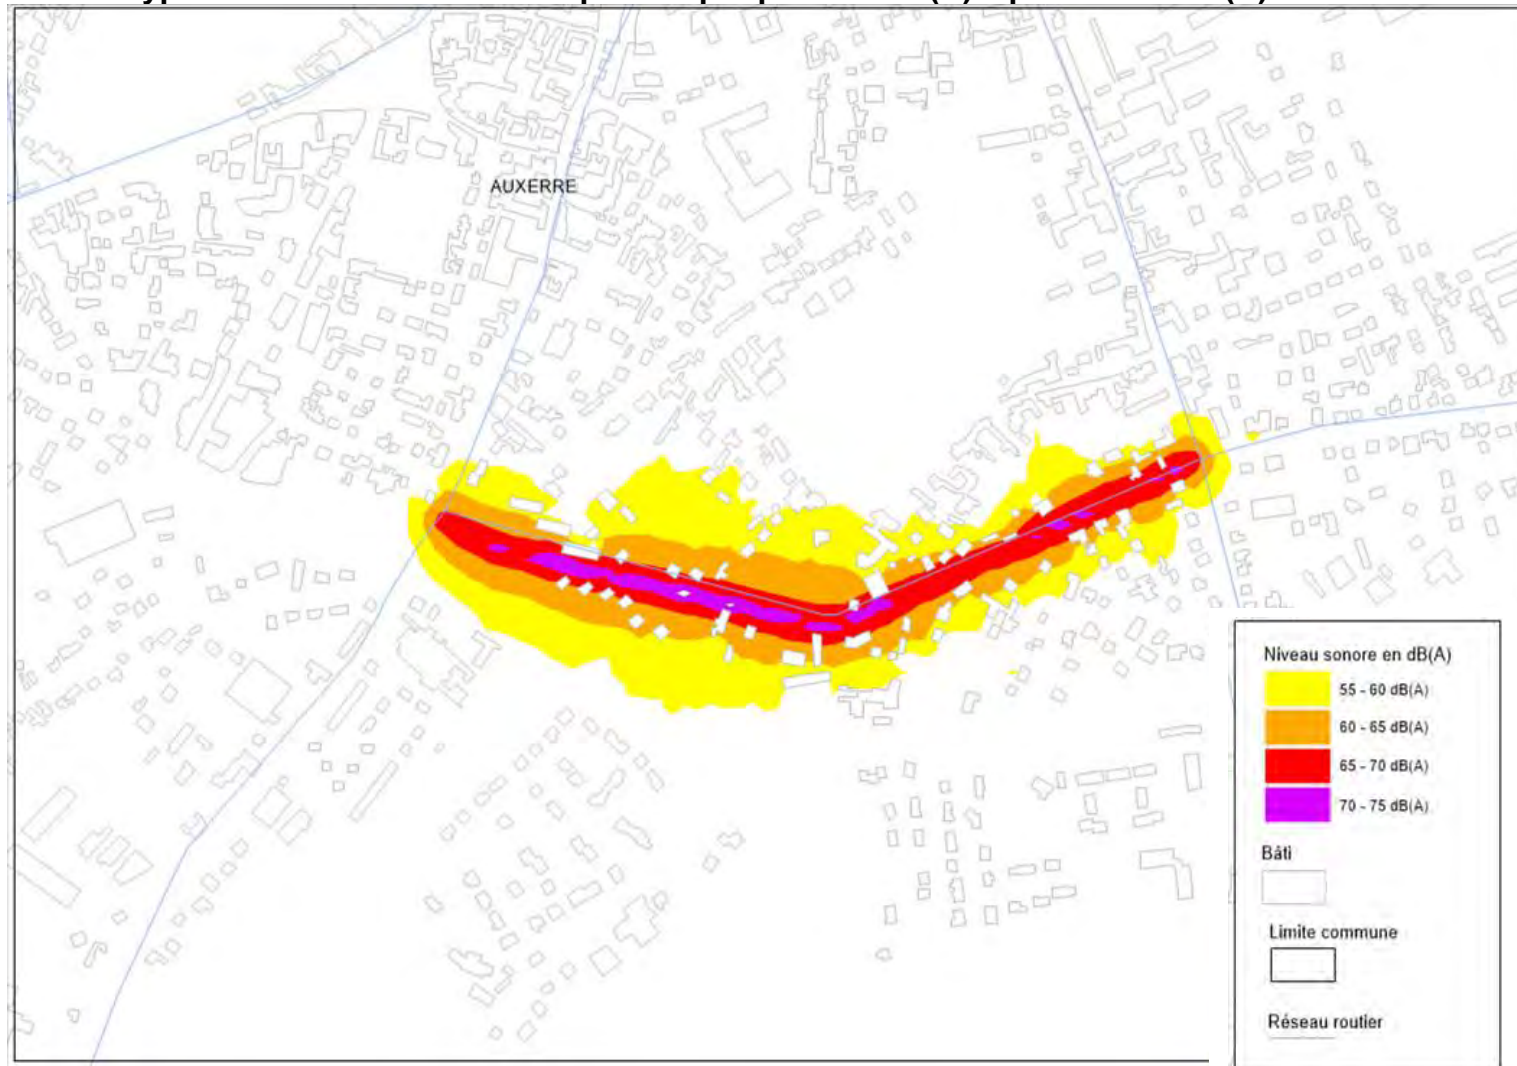 AUXERRE
Niveau sonore en dB(A)
55 - 60 dB(A)
60 - 65 dB(A)
65 - 70 dB(A)
70 - 75 dB(A)
Bâti
Limite commune
Réseau routier